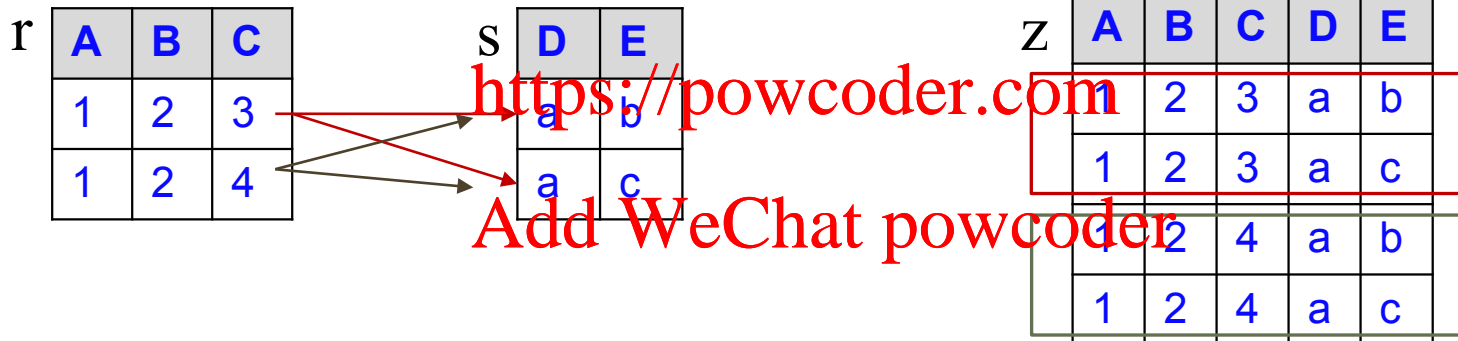 r
A B C
1 2 3
1 2 4
s
D E
a b
a c
https://powcoder.com
Add WeChat powcoder
z
A B C D E
1 2 3 a b
1 2 3 a c
1 2 4 a b
1 2 4 a c